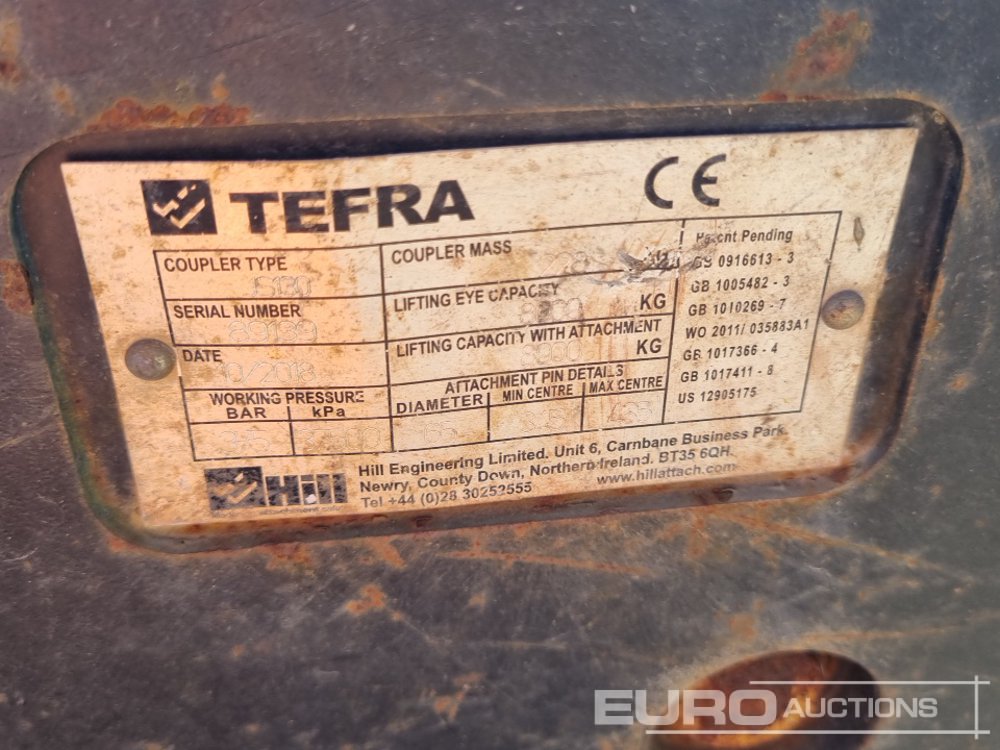 TEFRA
CE
COUPLER TYPE
COUPLER MASS
SERIAL NUMBER
89189
LIFTING EYE CAPACITY
KG
DATE
LIFTING CAPACITY WITH ATTACHMENT
KG
WORKING PRESSURE
BAR kPa
ATTACHMENT PIN DETAILS
DIAMETER MIN CENTRE MAX CENTRE
65
Pending
GB 0916613 - 3
GB 1005482 - 3
GB 1010269 - 7
WO 2011/ 035883A1
GB 1017366 - 4
GB 1017411 - 8
US 12905175
Hill
Hill Engineering Limited. Unit 6, Carnbane Business Park
Newry, County Down, Northern Ireland. BT35 6QH.
Tel +44 (0)28 30252555
www.hillattach.com
EURO AUCTIONS